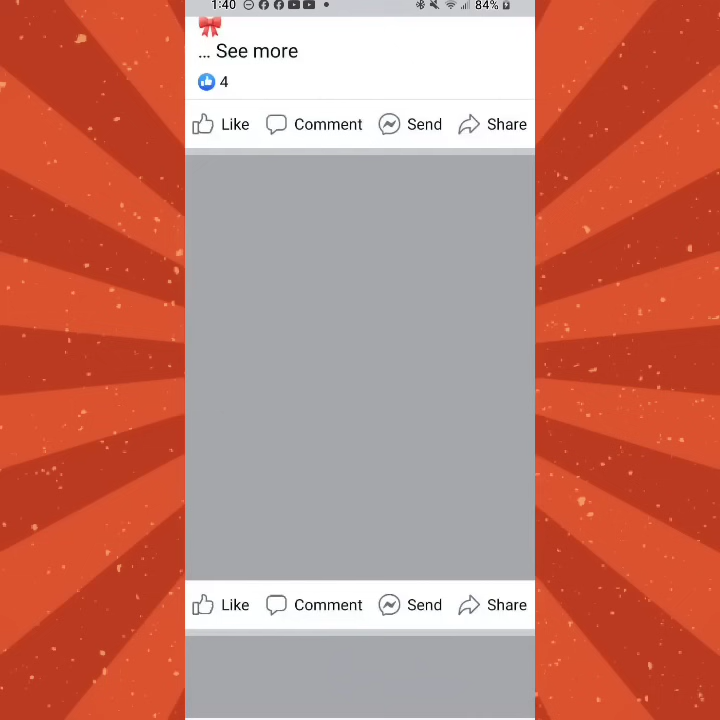 1:40 84%
... See more
4
Like Comment Send Share
Like Comment Send Share